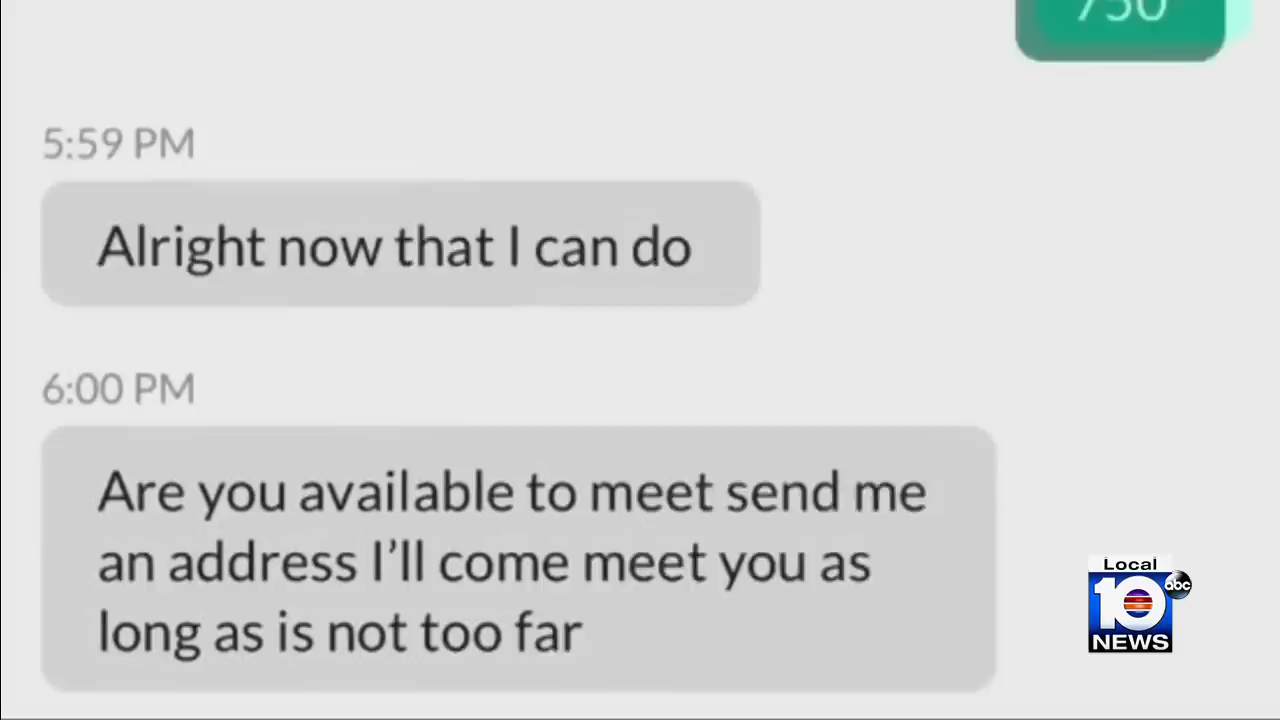 750
5:59 PM
Alright now that I can do
6:00 PM
Are you available to meet send me
an address I’ll come meet you as
long as is not too far
Local
10
abc
NEWS